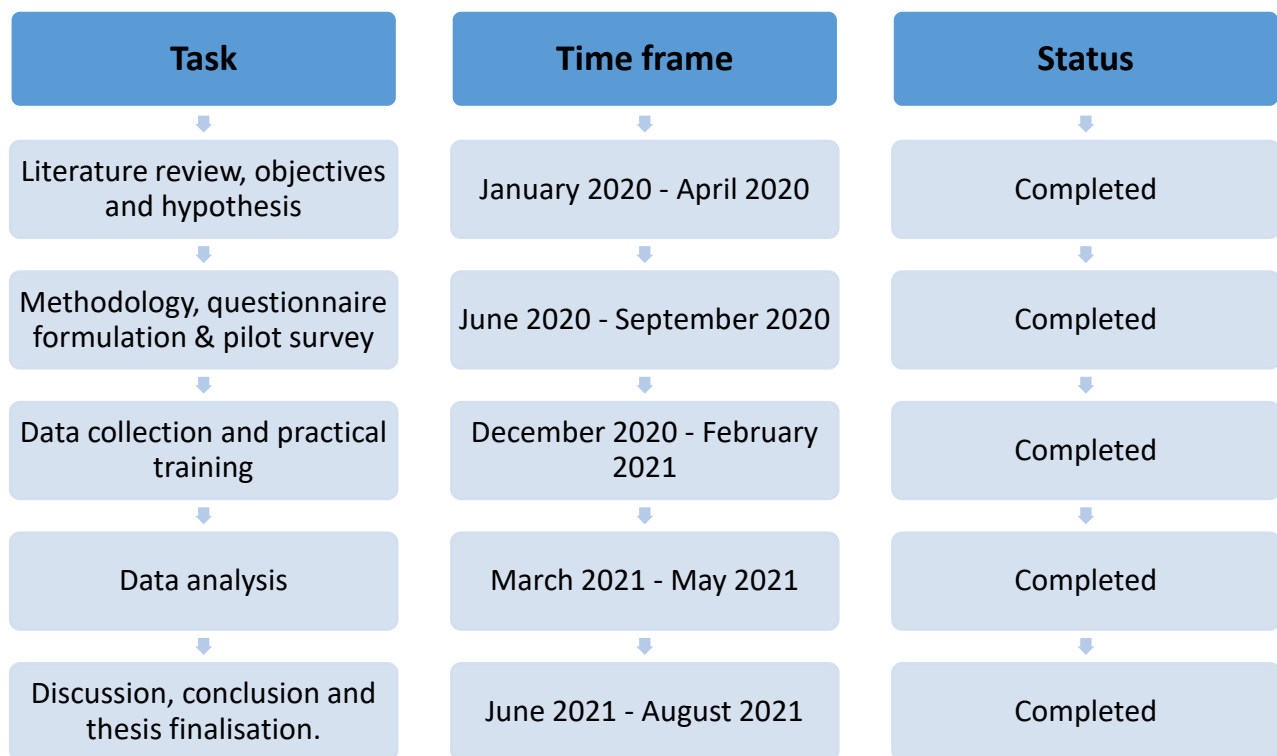 Task
Time frame
Status
Literature review, objectives
and hypothesis
January 2020 - April 2020
Completed
Methodology, questionnaire
formulation & pilot survey
June 2020 - September 2020
Completed
Data collection and practical
training
December 2020 - February
2021
Completed
Data analysis
March 2021 - May 2021
Completed
Discussion, conclusion and
thesis finalisation.
June 2021 - August 2021
Completed